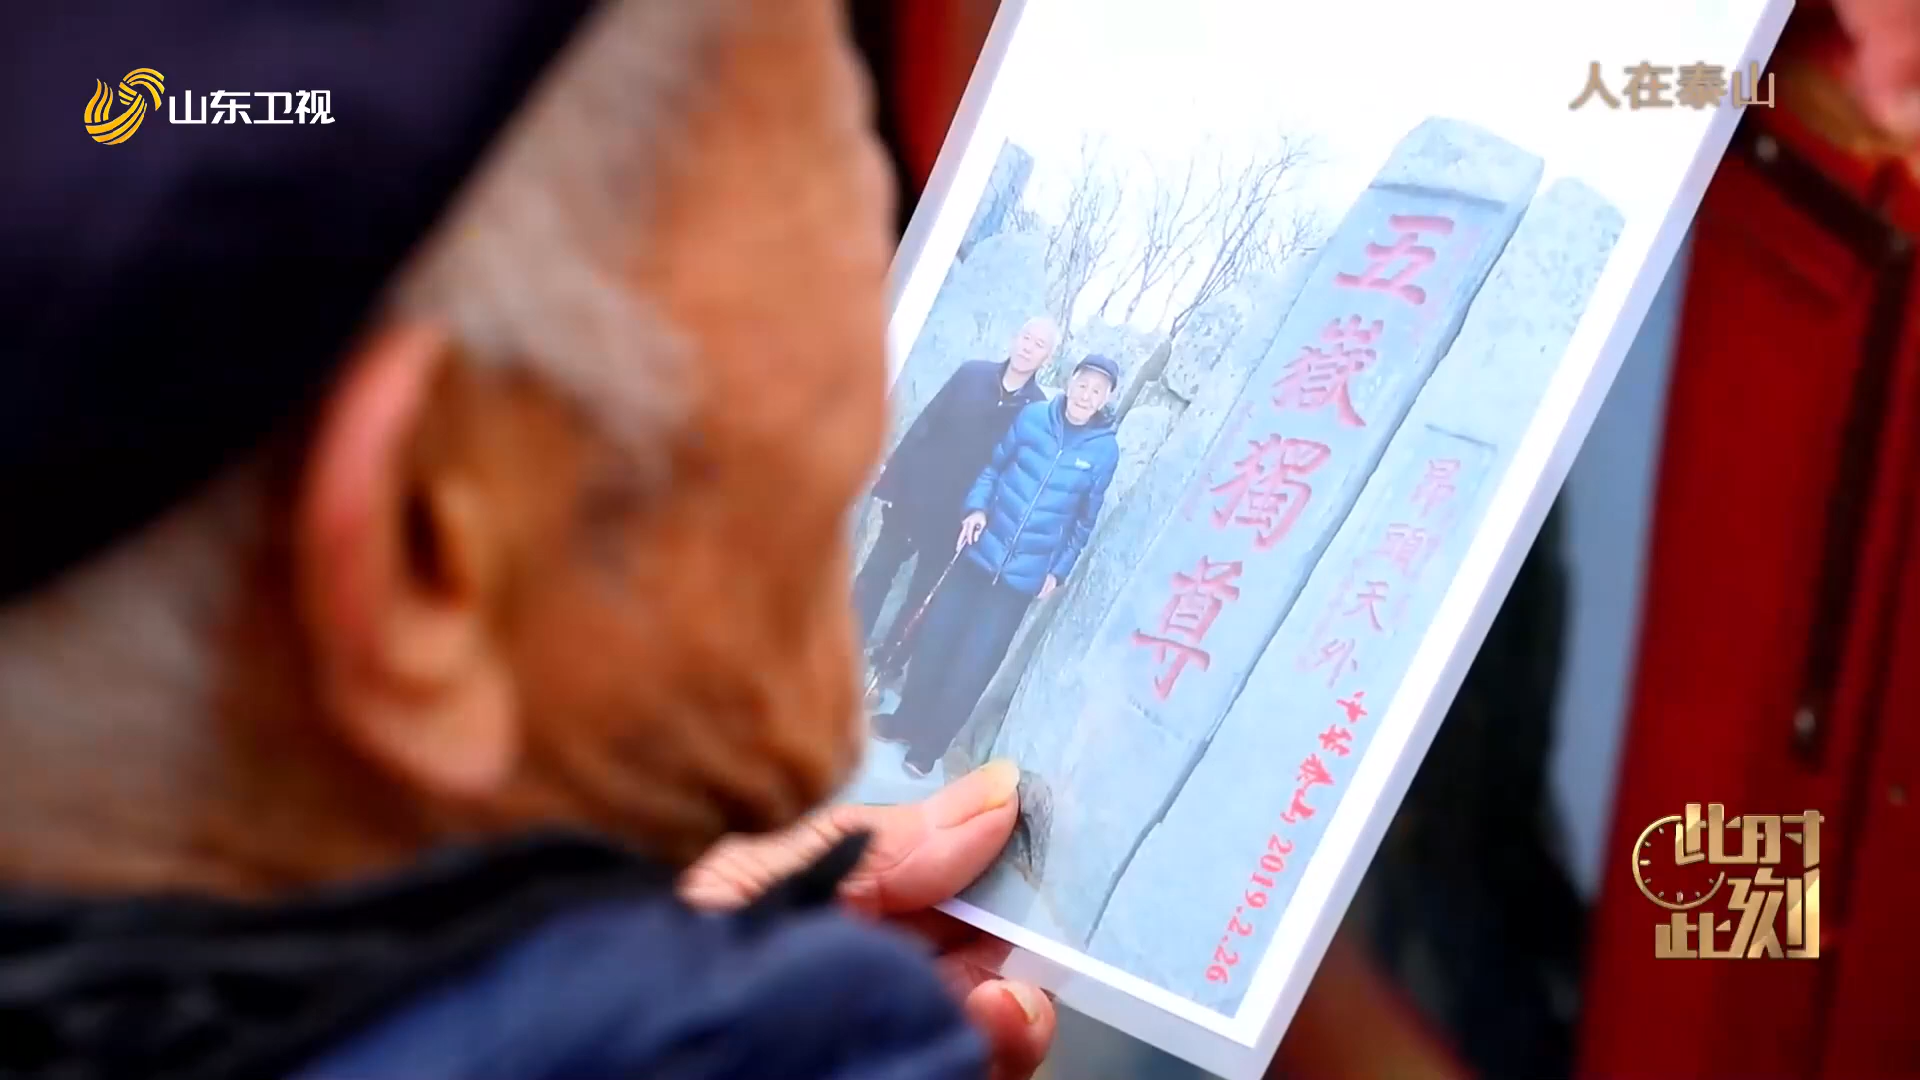 山东卫视
人在泰山
五嶽獨尊
昂頭天外
中华泰山 2019.2.26
此时
此刻